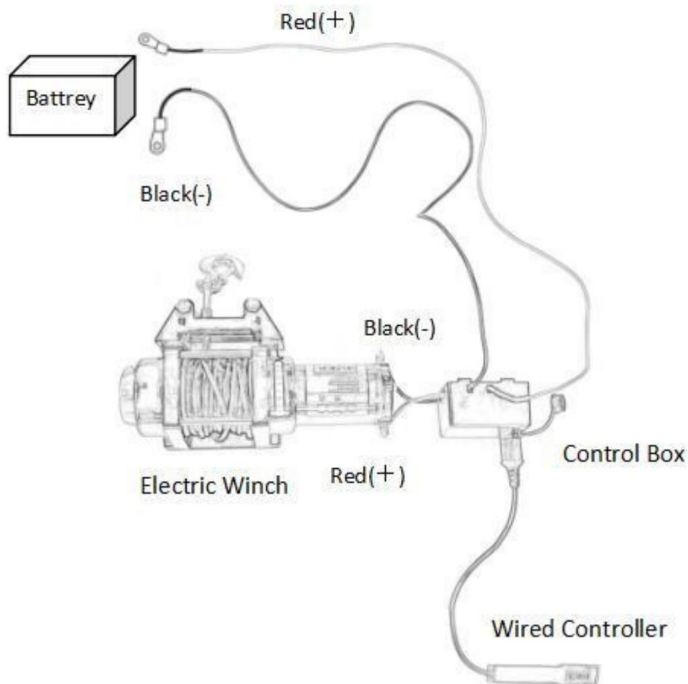 Red(+)
Battrey
Black(-)
Black(-)
Electric Winch
Red(+)
Control Box
Wired Controller